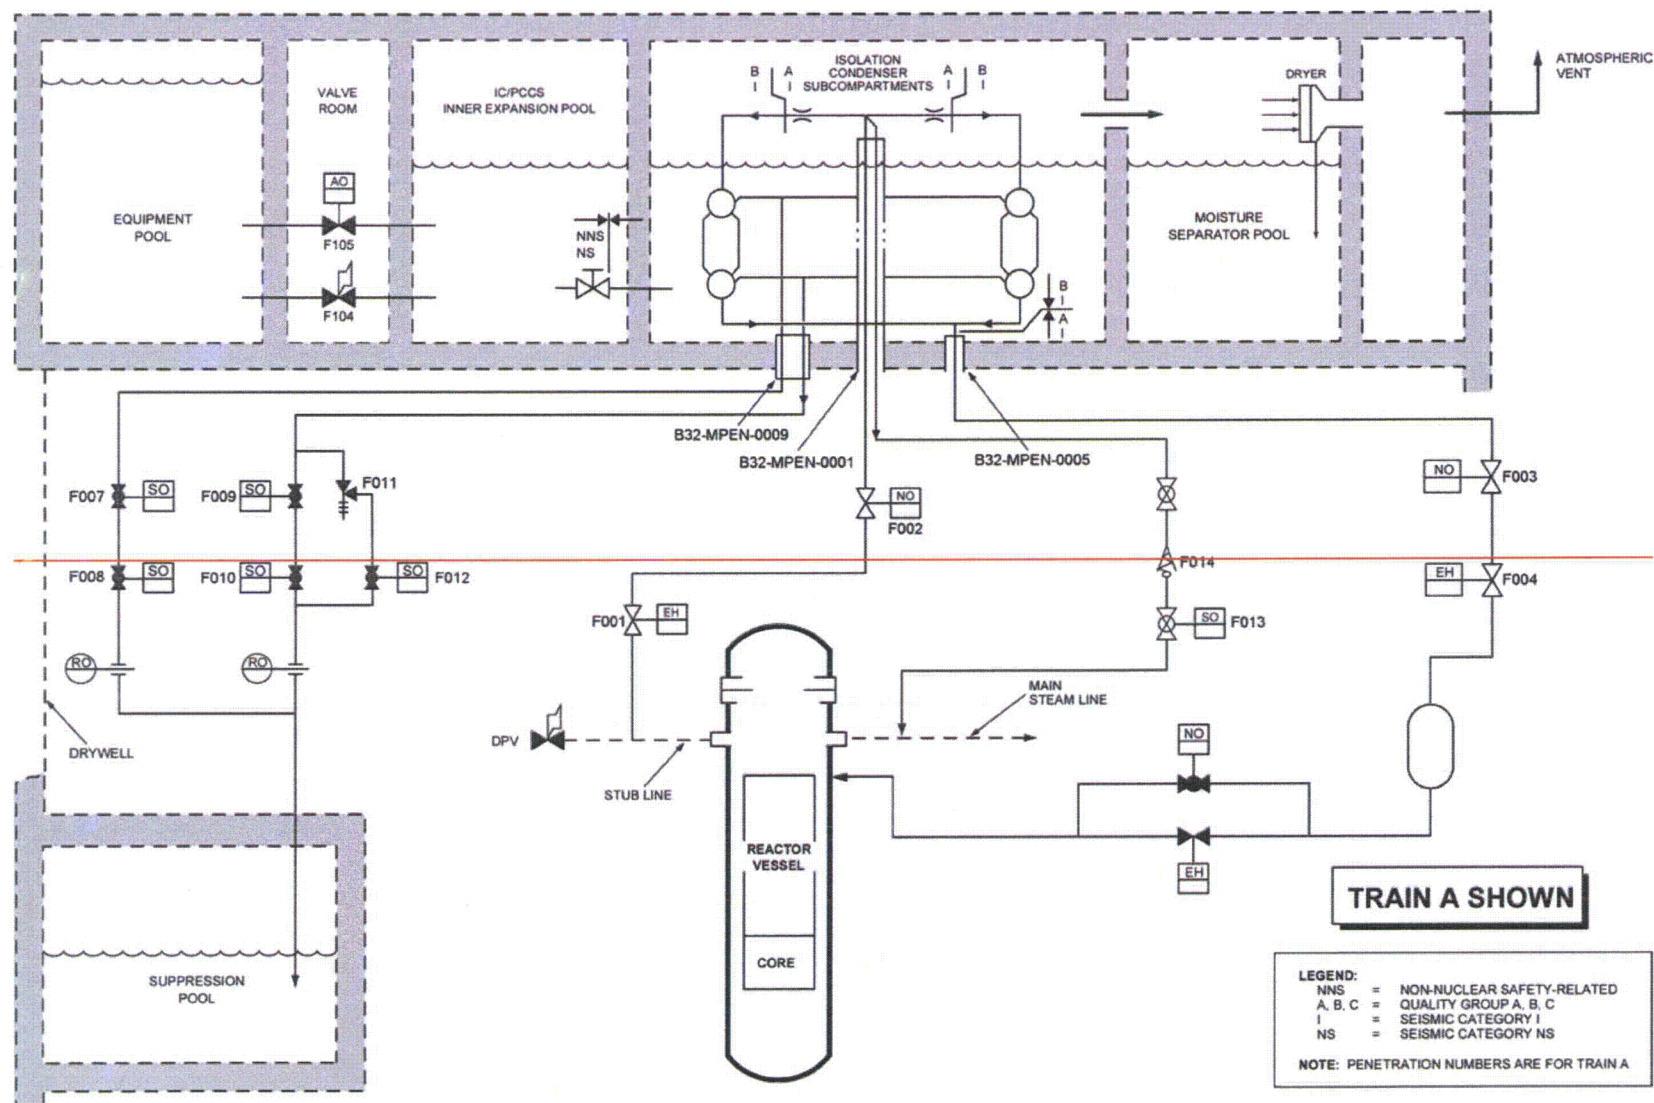 ATMOSPHERIC
VENT
ISOLATION
CONDENSER
SUBCOMPARTMENTS
B
I
A
I
A
I
B
I
DRYER
VALVE
ROOM
IC/PCCS
INNER EXPANSION POOL
AO
F105
EQUIPMENT
POOL
NNS
NS
MOISTURE
SEPARATOR POOL
F104
B
I
A
I
B32-MPEN-0009
B32-MPEN-0001
B32-MPEN-0005
F007
SO
F009
SO
F011
NO
F002
NO
F003
F008
SO
F010
SO
SO
F012
F014
EH
F004
F001
EH
SO
F013
RO
RO
MAIN
STEAM LINE
DPV
DRYWELL
STUB LINE
NO
REACTOR
VESSEL
EH
TRAIN A SHOWN
CORE
SUPPRESSION
POOL
LEGEND:
NNS = NON-NUCLEAR SAFETY-RELATED
A, B, C = QUALITY GROUP A, B, C
I = SEISMIC CATEGORY I
NS = SEISMIC CATEGORY NS
NOTE: PENETRATION NUMBERS ARE FOR TRAIN A